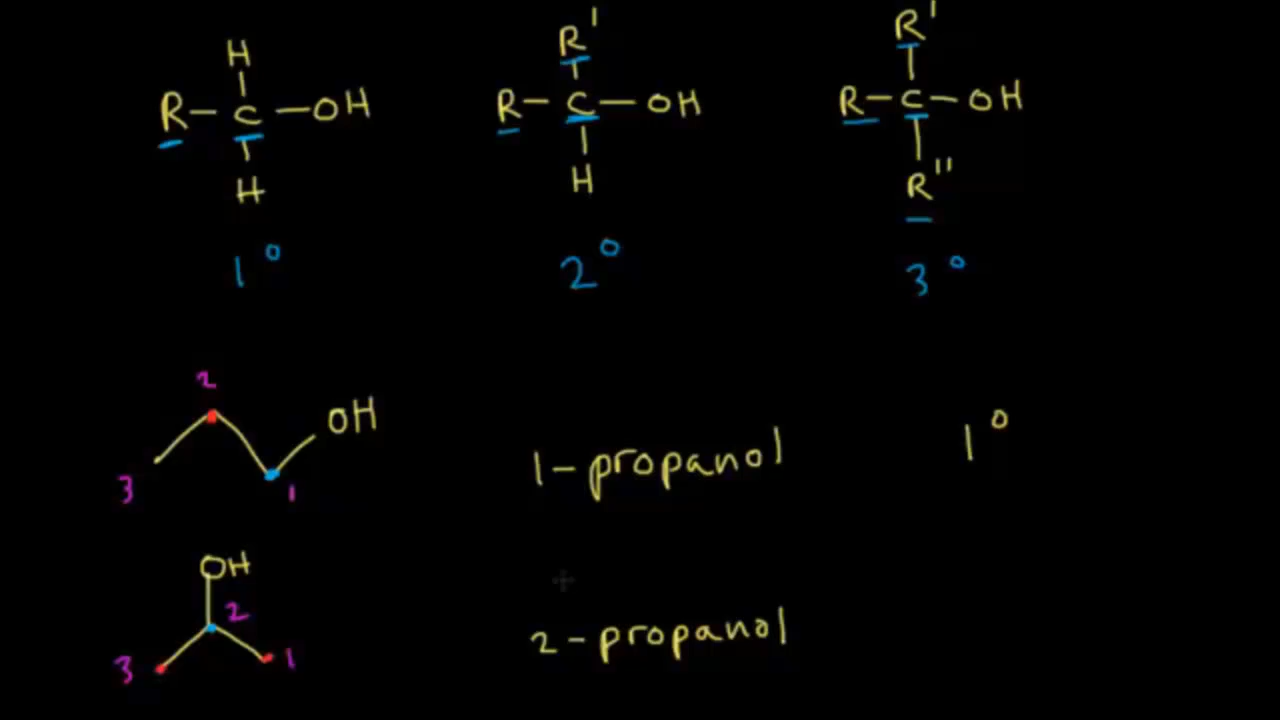 H R' R'
R-C-OH R-C-OH R-C-OH
H H R''
1° 2° 3°
2
OH
1-propanol 1°
3 1
OH
2
2-propanol
3 1